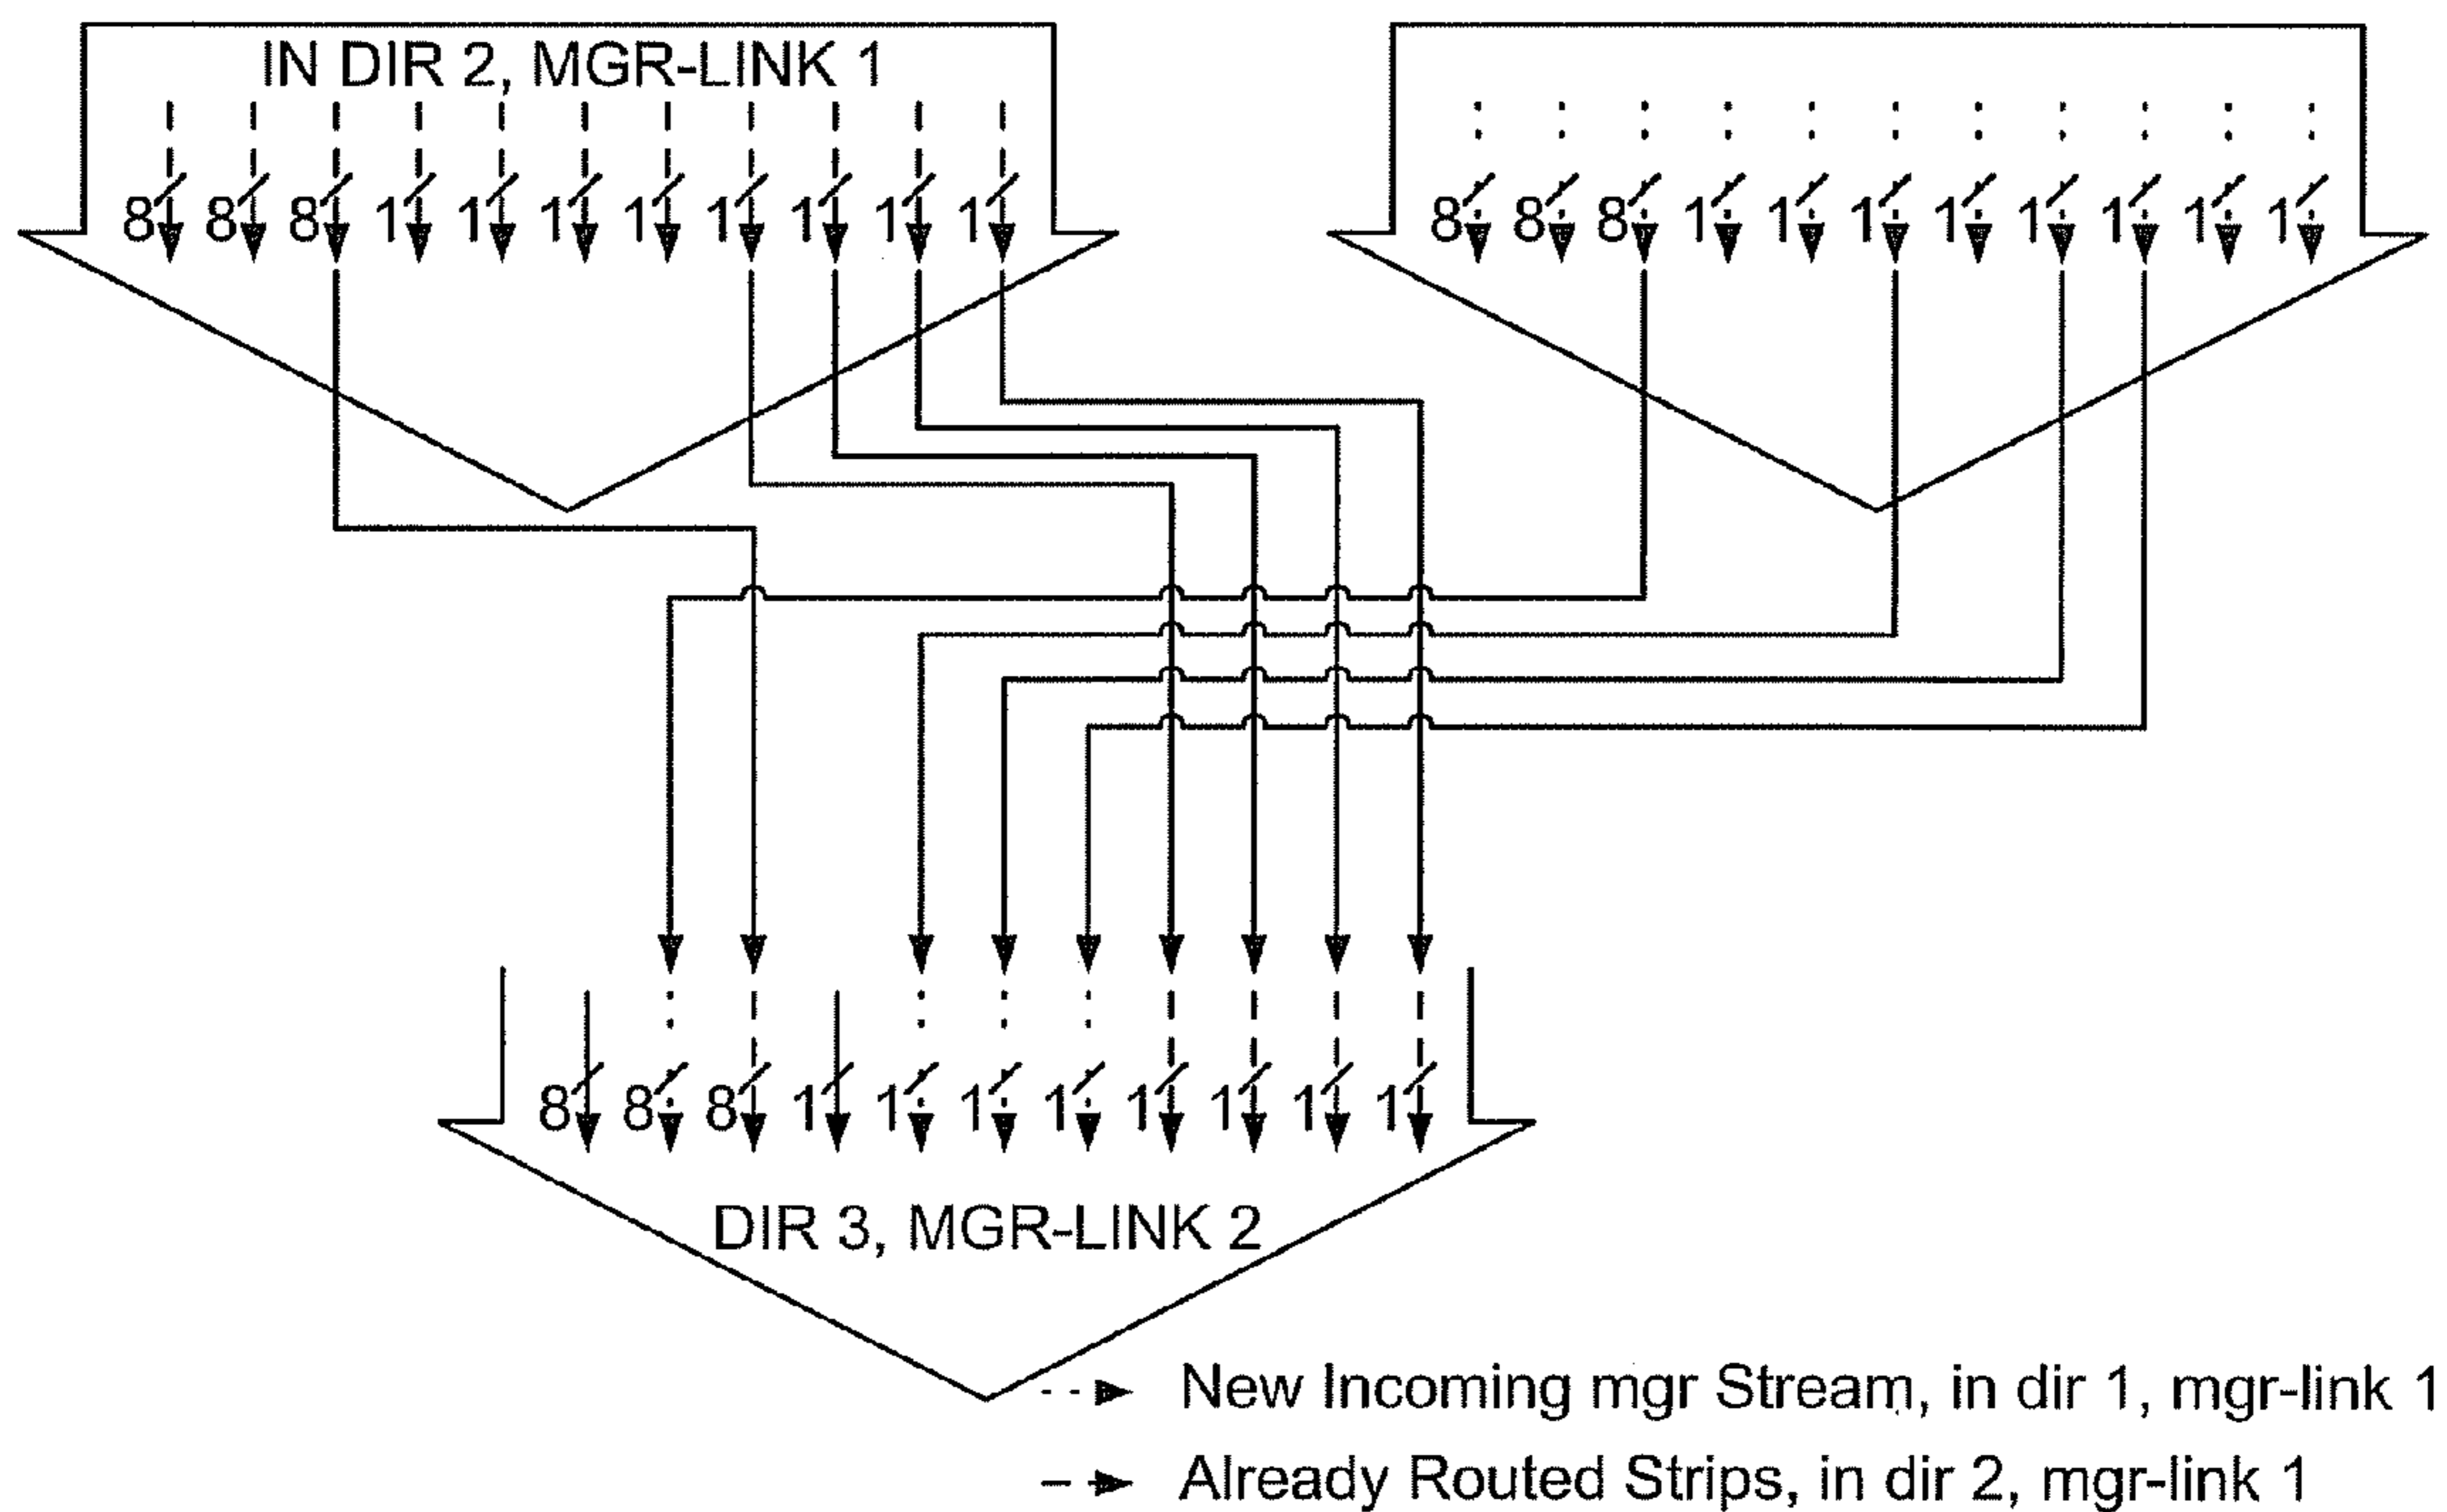 IN DIR 2, MGR-LINK 1
8 8 8 1 1 1 1 1 1 1 1
8 8 8 1 1 1 1 1 1 1 1
8 8 8 1 1 1 1 1 1 1 1
DIR 3, MGR-LINK 2
New Incoming mgr Stream, in dir 1, mgr-link 1
Already Routed Strips, in dir 2, mgr-link 1